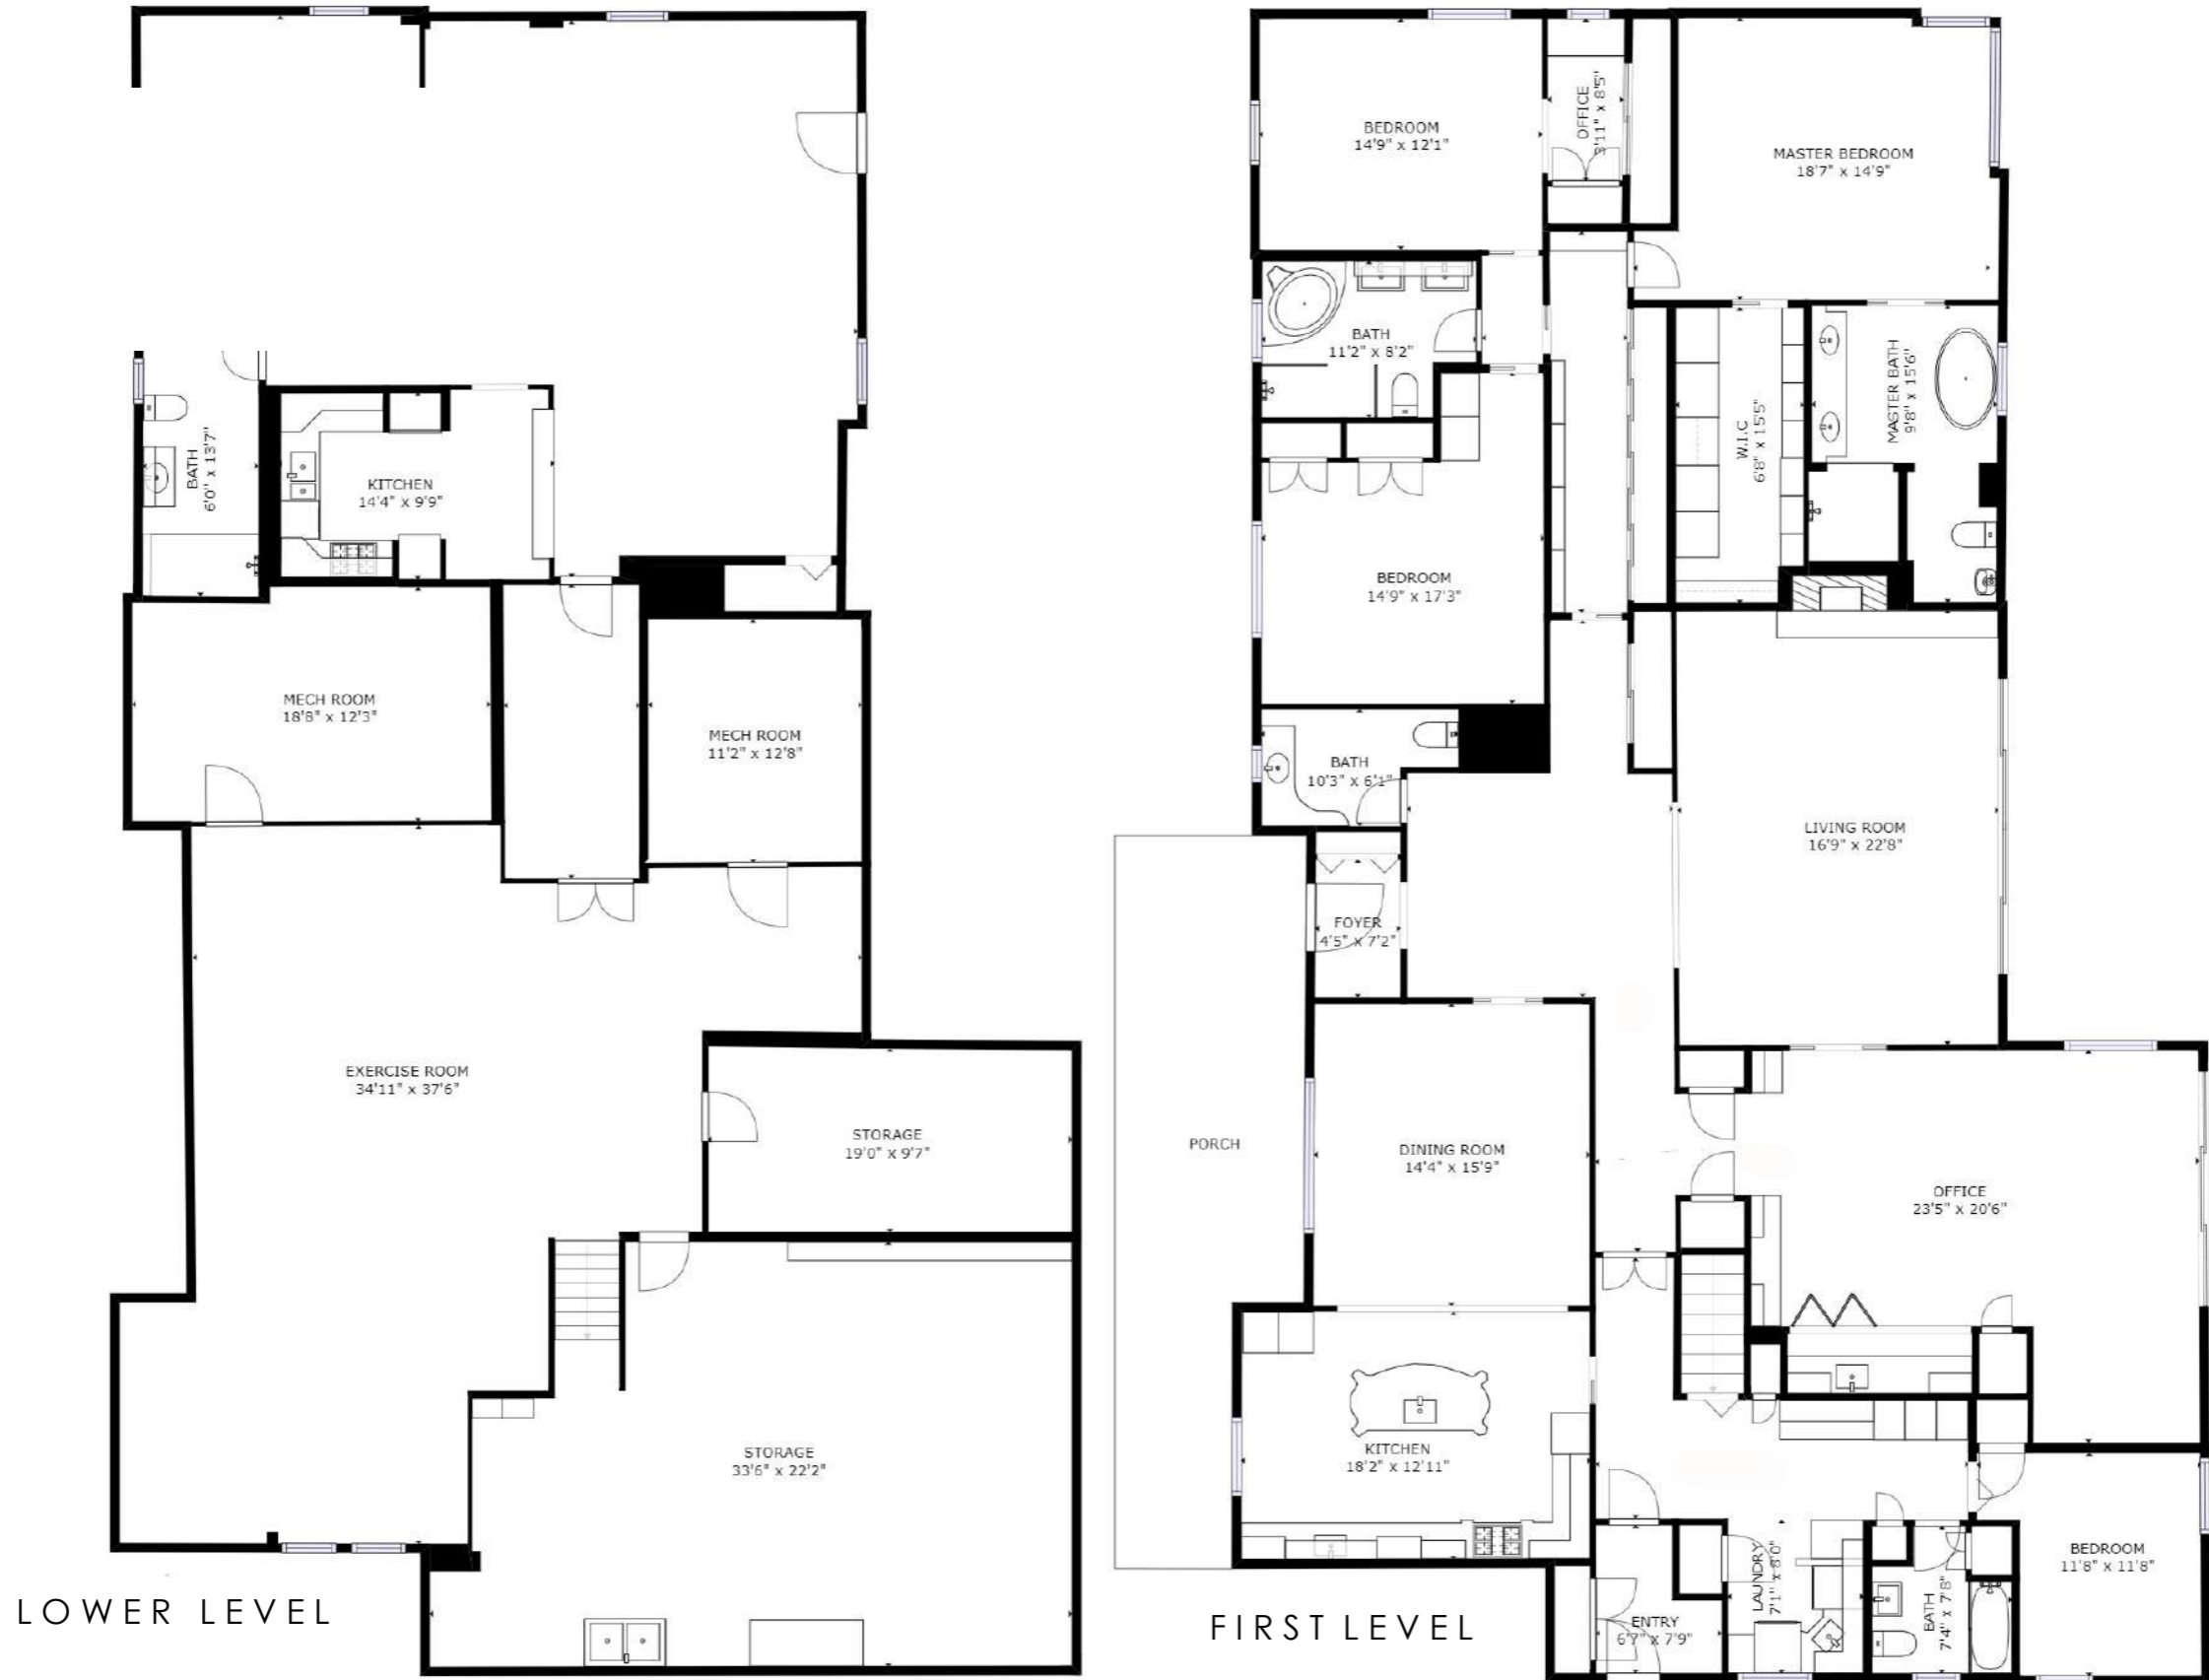 BATH
6'0" x 13'7"
KITCHEN
14'4" x 9'9"
MECH ROOM
18'8" x 12'3"
MECH ROOM
11'2" x 12'8"
EXERCISE ROOM
34'11" x 37'6"
STORAGE
19'0" x 9'7"
STORAGE
33'6" x 22'2"
LOWER LEVEL
BEDROOM
14'9" x 12'1"
OFFICE
3'11" x 8'5"
MASTER BEDROOM
18'7" x 14'9"
BATH
11'2" x 8'2"
W.I.C
6'8" x 15'5"
MASTER BATH
9'8" x 15'6"
BEDROOM
14'9" x 17'3"
BATH
10'3" x 6'1"
LIVING ROOM
16'9" x 22'8"
FOYER
4'5" x 7'2"
PORCH
DINING ROOM
14'4" x 15'9"
OFFICE
23'5" x 20'6"
KITCHEN
18'2" x 12'11"
BEDROOM
11'8" x 11'8"
LAUNDRY
7'1" x 8'0"
BATH
7'4" x 7'8"
ENTRY
6'7" x 7'9"
FIRST LEVEL